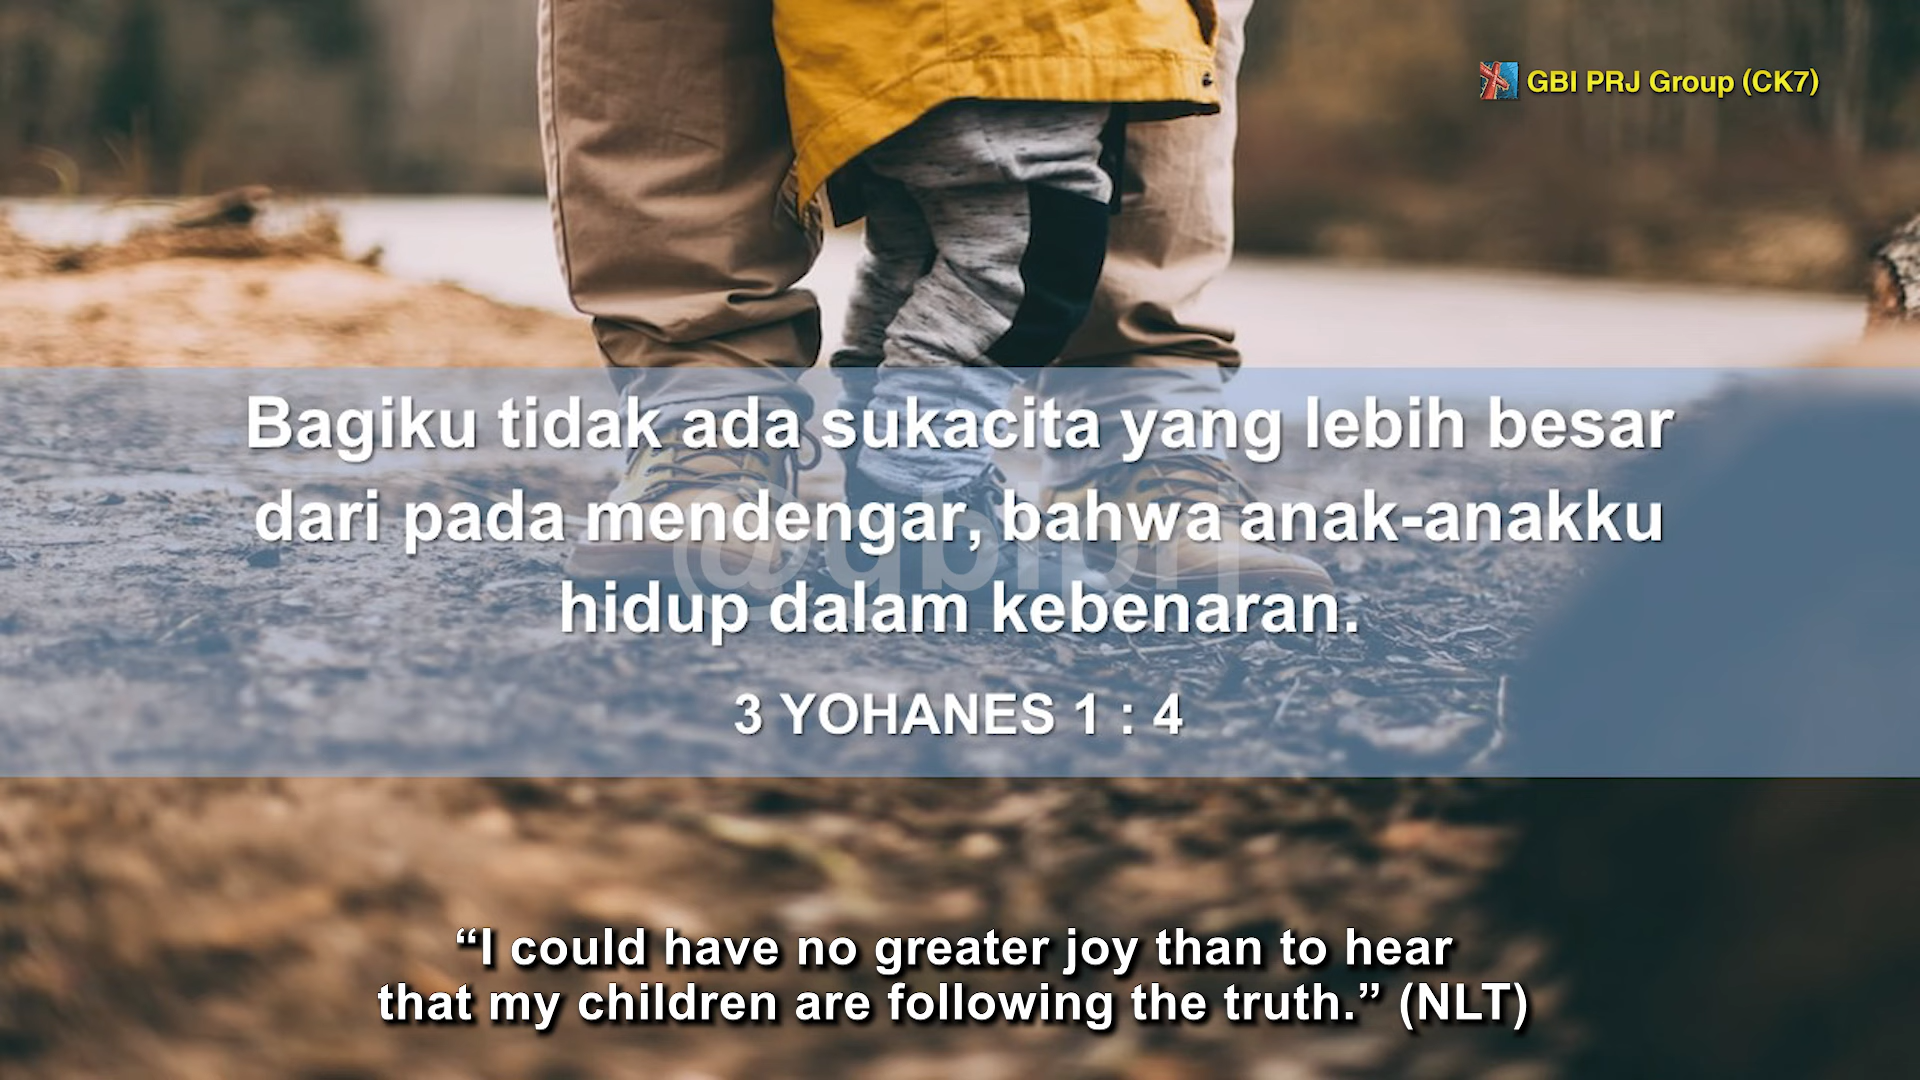 GBI PRJ Group (CK7)
Bagiku tidak ada sukacita yang lebih besar
dari pada mendengar, bahwa anak-anakku
hidup dalam kebenaran.
@gbiprj
3 YOHANES 1 : 4
“I could have no greater joy than to hear
that my children are following the truth.” (NLT)